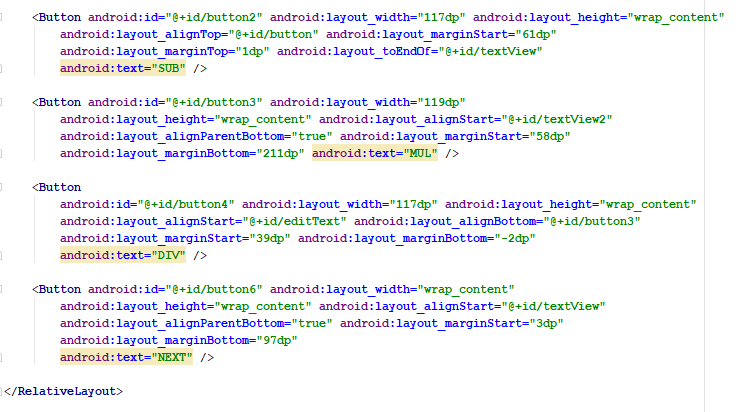 <Button android:id="@+id/button2" android:layout_width="117dp" android:layout_height="wrap_content"
android:layout_alignTop="@+id/button" android:layout_marginStart="61dp"
android:layout_marginTop="1dp" android:layout_toEndOf="@+id/textView"
android:text="SUB" />
<Button android:id="@+id/button3" android:layout_width="119dp"
android:layout_height="wrap_content" android:layout_alignStart="@+id/textView2"
android:layout_alignParentBottom="true" android:layout_marginStart="58dp"
android:layout_marginBottom="211dp" android:text="MUL" />
<Button
android:id="@+id/button4" android:layout_width="117dp" android:layout_height="wrap_content"
android:layout_alignStart="@+id/editText" android:layout_alignBottom="@+id/button3"
android:layout_marginStart="39dp" android:layout_marginBottom="-2dp"
android:text="DIV" />
<Button android:id="@+id/button6" android:layout_width="wrap_content"
android:layout_height="wrap_content" android:layout_alignStart="@+id/textView"
android:layout_alignParentBottom="true" android:layout_marginStart="3dp"
android:layout_marginBottom="97dp"
android:text="NEXT" />
</RelativeLayout>